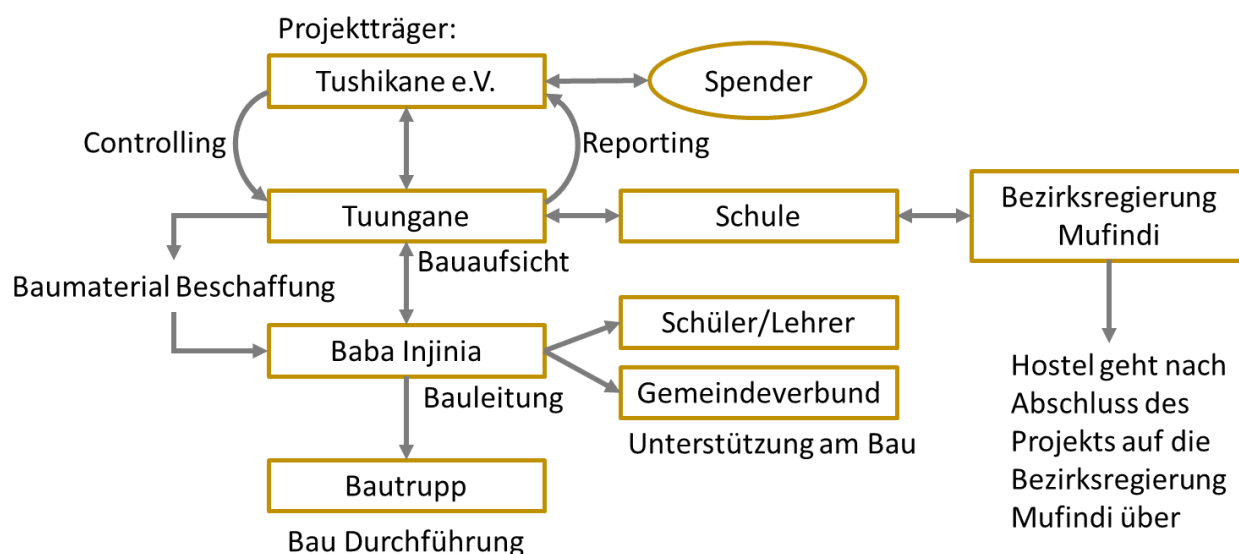 Projektträger:
Tushikane e.V.
Spender
Controlling
Reporting
Tuungane
Schule
Bezirksregierung
Mufindi
Bauaufsicht
Baumaterial Beschaffung
Baba Injinia
Schüler/Lehrer
Bauleitung
Gemeindeverbund
Unterstützung am Bau
Hostel geht nach
Abschluss des
Projekts auf die
Bezirksregierung
Mufindi über
Bautrupp
Bau Durchführung